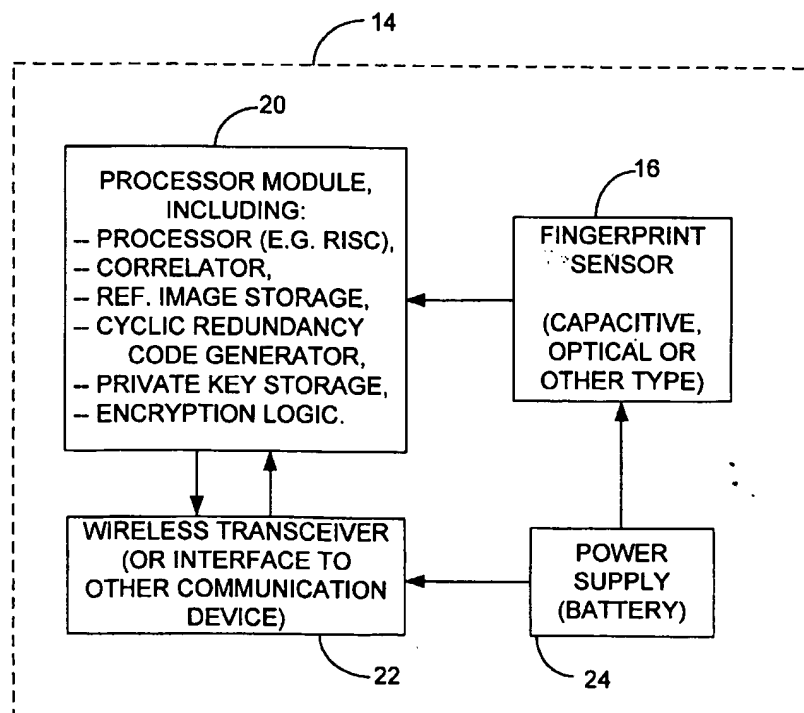 14
20
PROCESSOR MODULE,
INCLUDING:
-- PROCESSOR (E.G. RISC),
-- CORRELATOR,
-- REF. IMAGE STORAGE,
-- CYCLIC REDUNDANCY
CODE GENERATOR,
-- PRIVATE KEY STORAGE,
-- ENCRYPTION LOGIC.
16
FINGERPRINT
SENSOR
(CAPACITIVE,
OPTICAL OR
OTHER TYPE)
WIRELESS TRANSCEIVER
(OR INTERFACE TO
OTHER COMMUNICATION
DEVICE)
22
POWER
SUPPLY
(BATTERY)
24